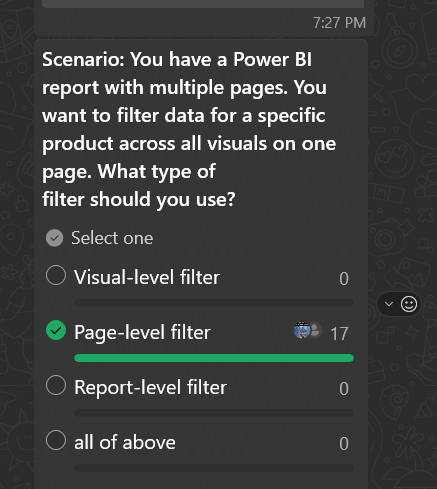 7:27 PM
Scenario: You have a Power BI
report with multiple pages. You
want to filter data for a specific
product across all visuals on one
page. What type of
filter should you use?
Select one
Visual-level filter 0
Page-level filter 17
Report-level filter 0
all of above 0